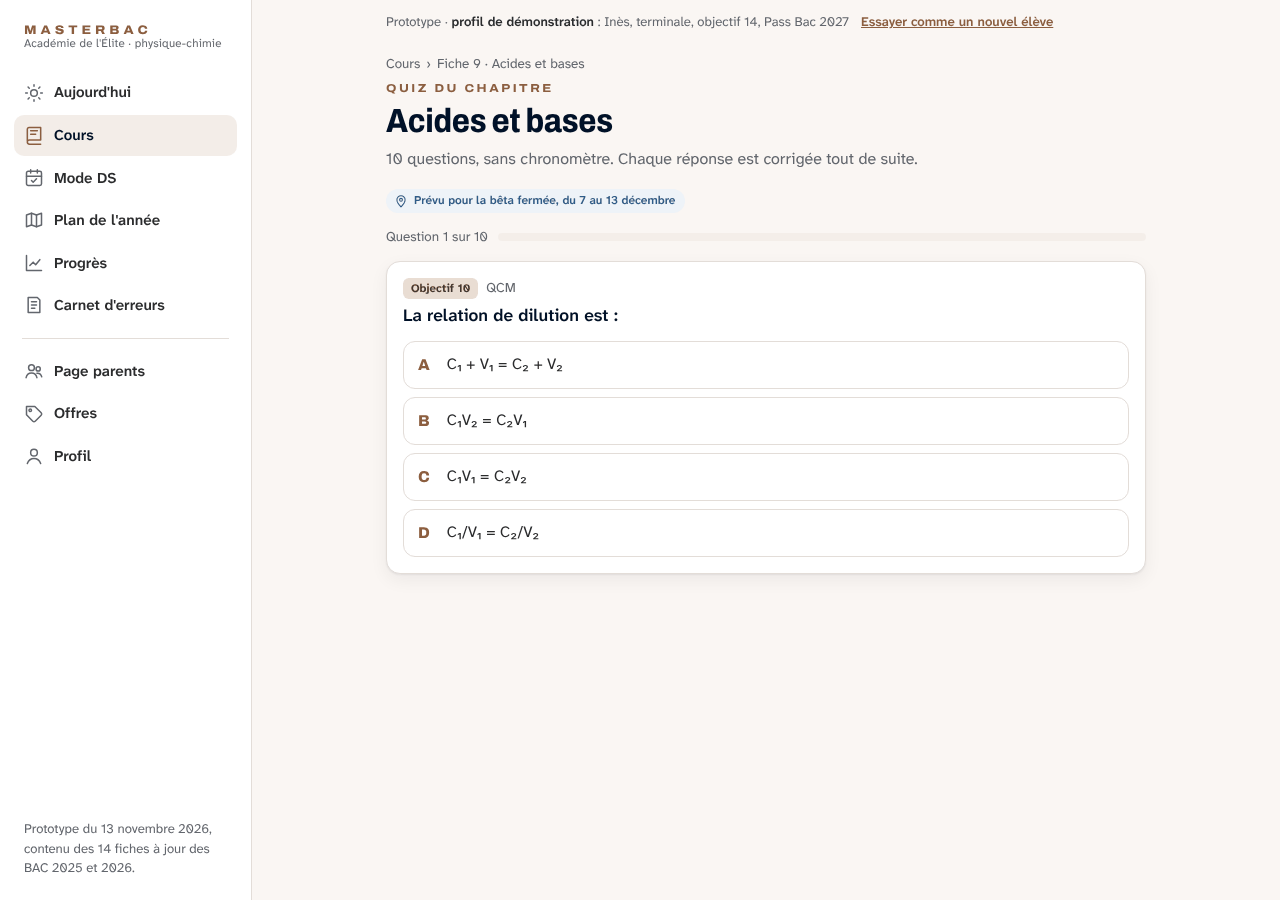 MASTERBAC
Académie de l'Élite · physique-chimie
Aujourd'hui
Cours
Mode DS
Plan de l'année
Progrès
Carnet d'erreurs
Page parents
Offres
Profil
Prototype du 13 novembre 2026,
contenu des 14 fiches à jour des
BAC 2025 et 2026.
Prototype · profil de démonstration : Inès, terminale, objectif 14, Pass Bac 2027 Essayer comme un nouvel élève
Cours › Fiche 9 · Acides et bases
QUIZ DU CHAPITRE
Acides et bases
10 questions, sans chronomètre. Chaque réponse est corrigée tout de suite.
Prévu pour la bêta fermée, du 7 au 13 décembre
Question 1 sur 10
Objectif 10 QCM
La relation de dilution est :
A C₁ + V₁ = C₂ + V₂
B C₁V₂ = C₂V₁
C C₁V₁ = C₂V₂
D C₁/V₁ = C₂/V₂